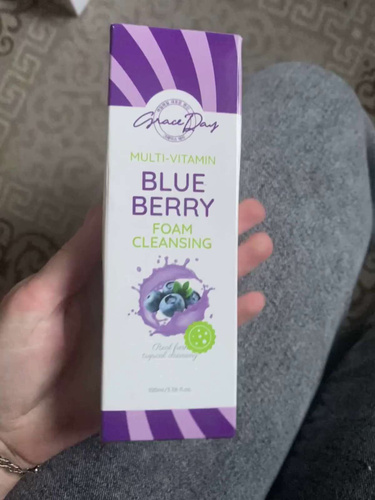 Grace Day
MULTI-VITAMIN
BLUE
BERRY
FOAM
CLEANSING